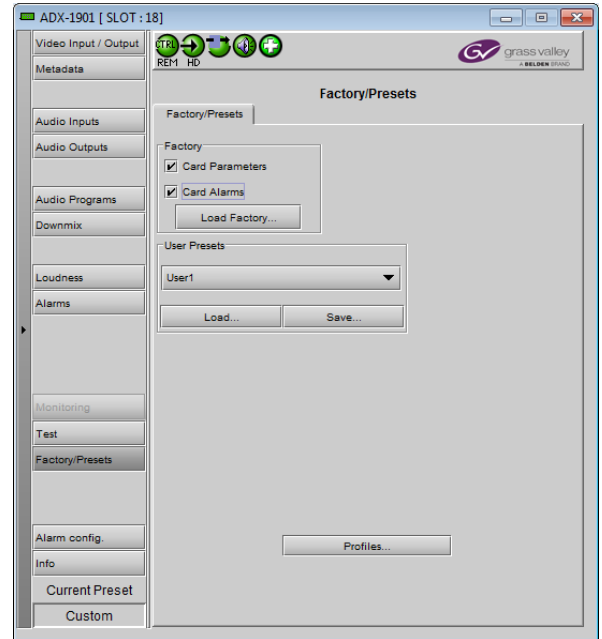 ADX-1901 [ SLOT : 18]
Video Input / Output
Metadata
Audio Inputs
Audio Outputs
Audio Programs
Downmix
Loudness
Alarms
Monitoring
Test
Factory/Presets
Alarm config.
Info
Current Preset
Custom
CTRL
REM HD
grass valley
A BELDEN BRAND
Factory/Presets
Factory/Presets
Factory
Card Parameters
Card Alarms
Load Factory...
User Presets
User1
Load... Save...
Profiles...